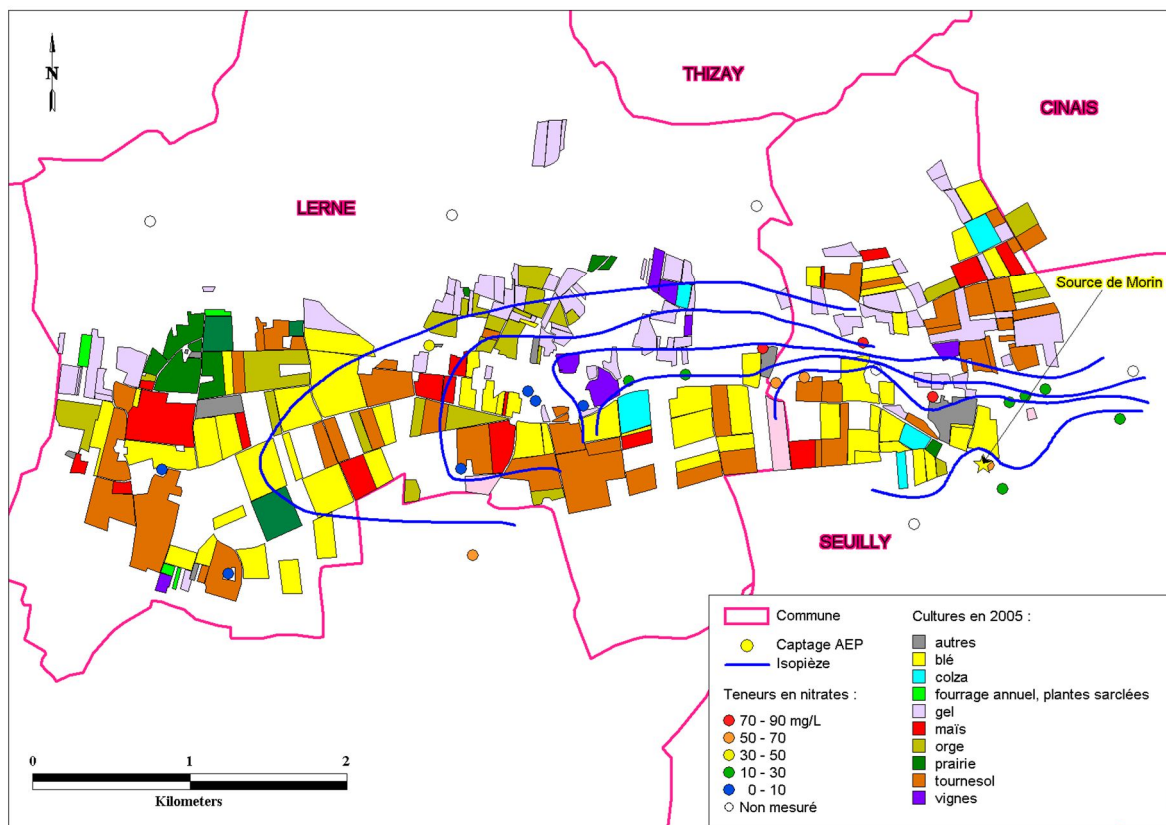 N
THIZAY
CINAIS
LERNE
Source de Morin
SEUILLY
0 1 2
Kilometers
Commune
Captage AEP
Isopièze
Teneurs en nitrates :
70 - 90 mg/L
50 - 70
30 - 50
10 - 30
0 - 10
Non mesuré
Cultures en 2005 :
autres
blé
colza
fourrage annuel, plantes sarclées
gel
maïs
orge
prairie
tournesol
vignes